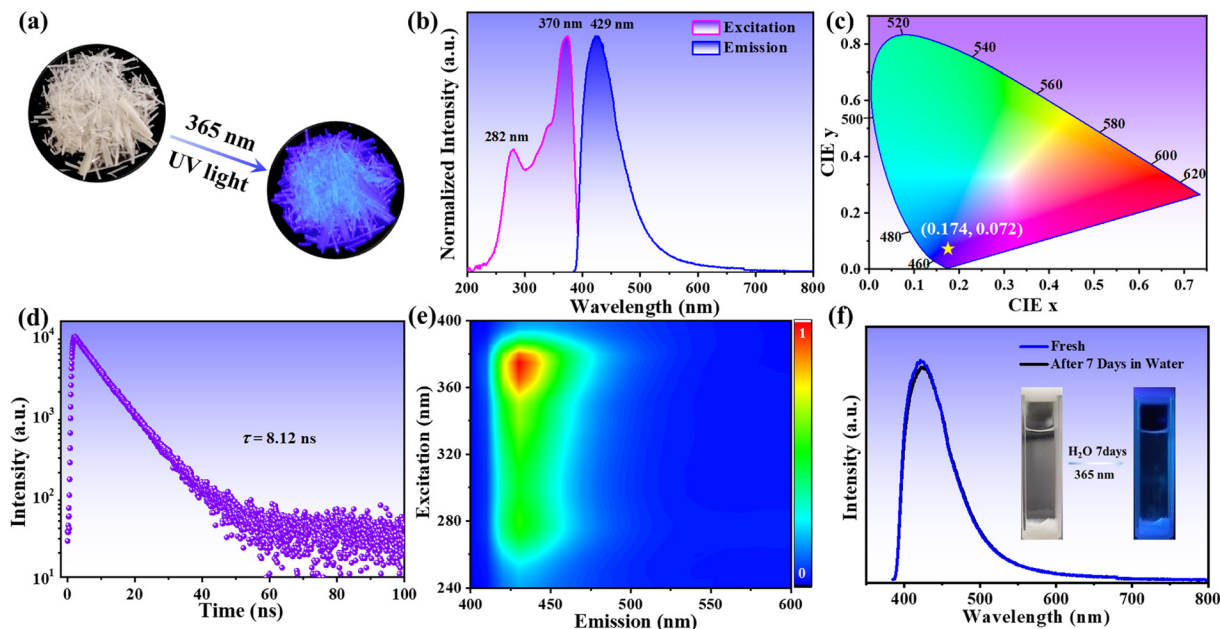 (a)
365 nm
UV light
(b)
370 nm
429 nm
Excitation
Emission
282 nm
Normalized Intensity (a.u.)
200 300 400 500 600 700 800
Wavelength (nm)
(c)
0.8
0.6
0.4
0.2
0.0
CIE y
520
540
560
580
600
620
500
480
460
(0.174, 0.072)
0.0 0.1 0.2 0.3 0.4 0.5 0.6 0.7
CIE x
(d)
10⁴
10³
10²
10¹
Intensity (a.u.)
τ = 8.12 ns
0 20 40 60 80 100
Time (ns)
(e)
400
360
320
280
240
Excitation (nm)
1
0
400 450 500 550 600
Emission (nm)
(f)
Fresh
After 7 Days in Water
H₂O 7days
365 nm
Intensity (a.u.)
400 500 600 700 800
Wavelength (nm)